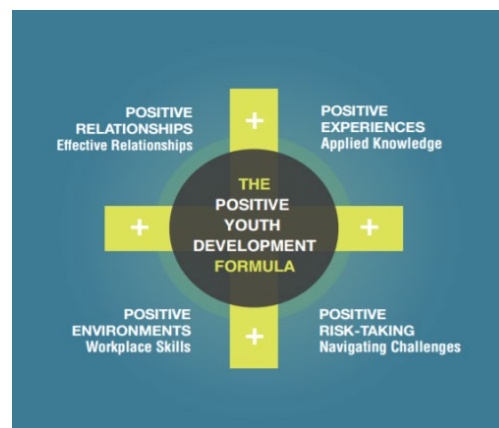 +
POSITIVE
RELATIONSHIPS
Effective Relationships
POSITIVE
EXPERIENCES
Applied Knowledge
+
THE
POSITIVE
YOUTH
DEVELOPMENT
FORMULA
+
POSITIVE
ENVIRONMENTS
Workplace Skills
POSITIVE
RISK-TAKING
Navigating Challenges
+